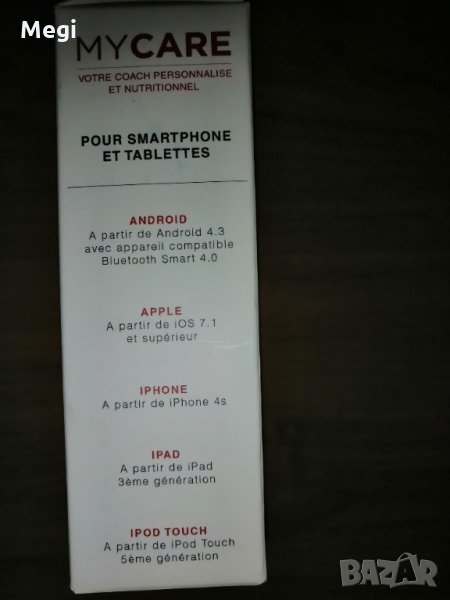 Megi
MYCARE
VOTRE COACH PERSONNALISE
ET NUTRITIONNEL
POUR SMARTPHONE
ET TABLETTES
ANDROID
A partir de Android 4.3
avec appareil compatible
Bluetooth Smart 4.0
APPLE
A partir de iOS 7.1
et supérieur
IPHONE
A partir de iPhone 4s
IPAD
A partir de iPad
3ème génération
IPOD TOUCH
A partir de iPod Touch
5ème génération
BAZAR